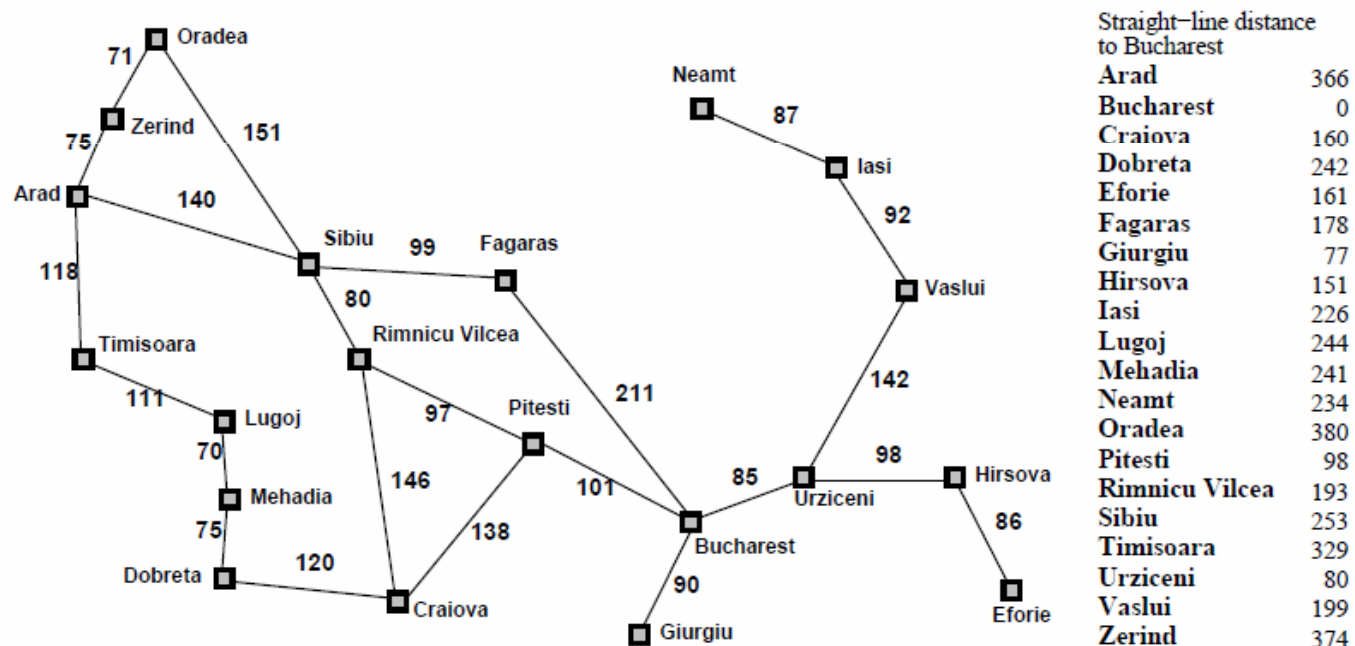 Oradea
71
Neamt
87
Zerind
151
75
Iasi
Arad
140
92
Sibiu
99
Fagaras
118
80
Vaslui
Timisoara
Rimnicu Vilcea
142
111
211
Lugoj
97
Pitesti
70
98
Hirsova
146
85
Mehadia
101
Urziceni
86
75
138
Bucharest
Dobreta
120
90
Craiova
Eforie
Giurgiu
Straight−line distance
to Bucharest
Arad 366
Bucharest 0
Craiova 160
Dobreta 242
Eforie 161
Fagaras 178
Giurgiu 77
Hirsova 151
Iasi 226
Lugoj 244
Mehadia 241
Neamt 234
Oradea 380
Pitesti 98
Rimnicu Vilcea 193
Sibiu 253
Timisoara 329
Urziceni 80
Vaslui 199
Zerind 374